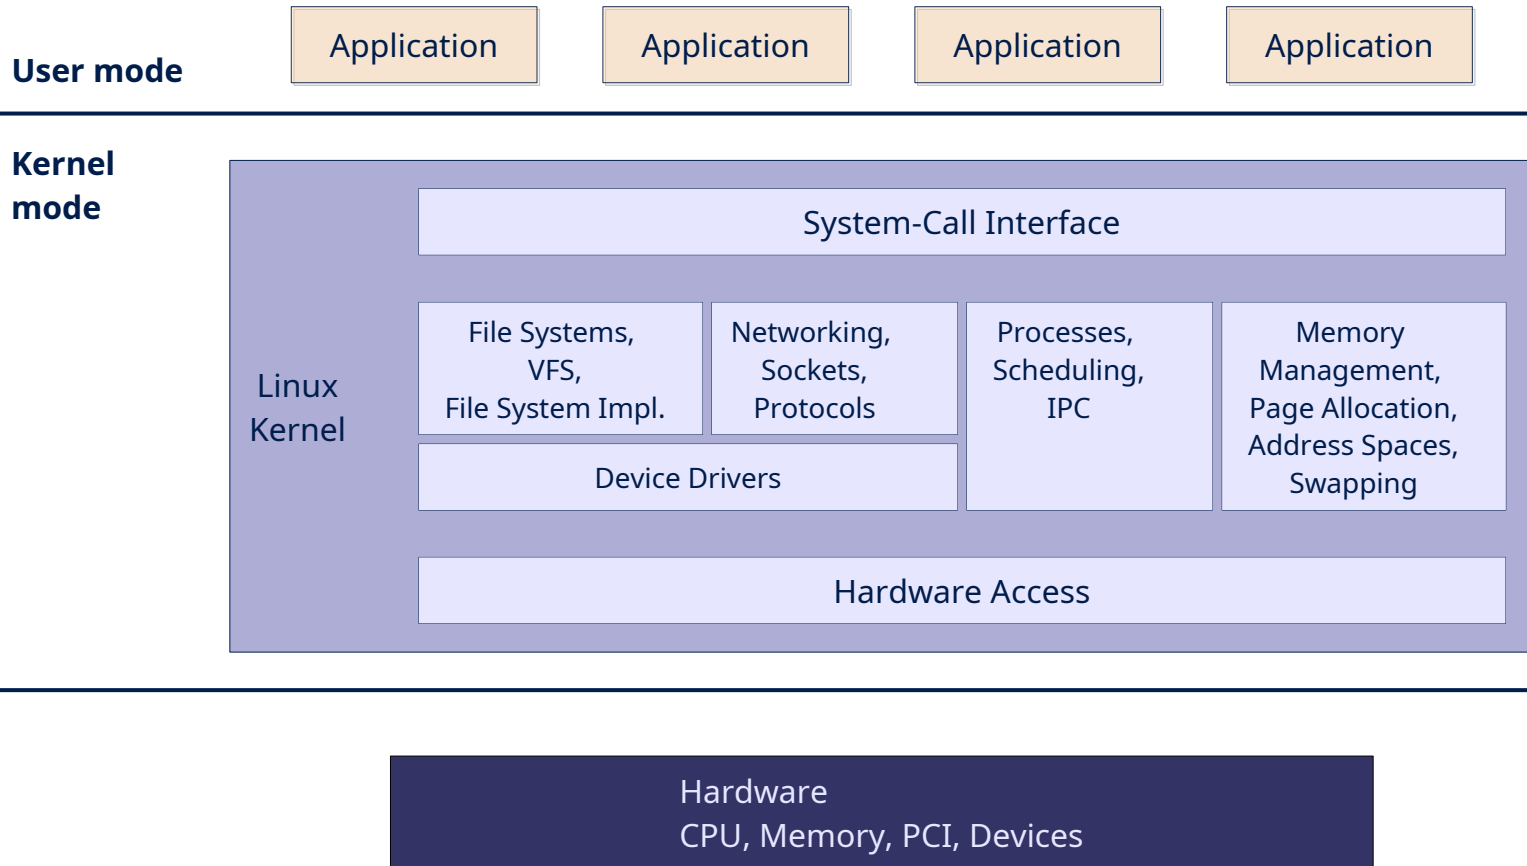 Application
Application
Application
Application
User mode
Kernel
mode
System-Call Interface
Linux
Kernel
File Systems,
VFS,
File System Impl.
Networking,
Sockets,
Protocols
Processes,
Scheduling,
IPC
Memory
Management,
Page Allocation,
Address Spaces,
Swapping
Device Drivers
Hardware Access
Hardware
CPU, Memory, PCI, Devices